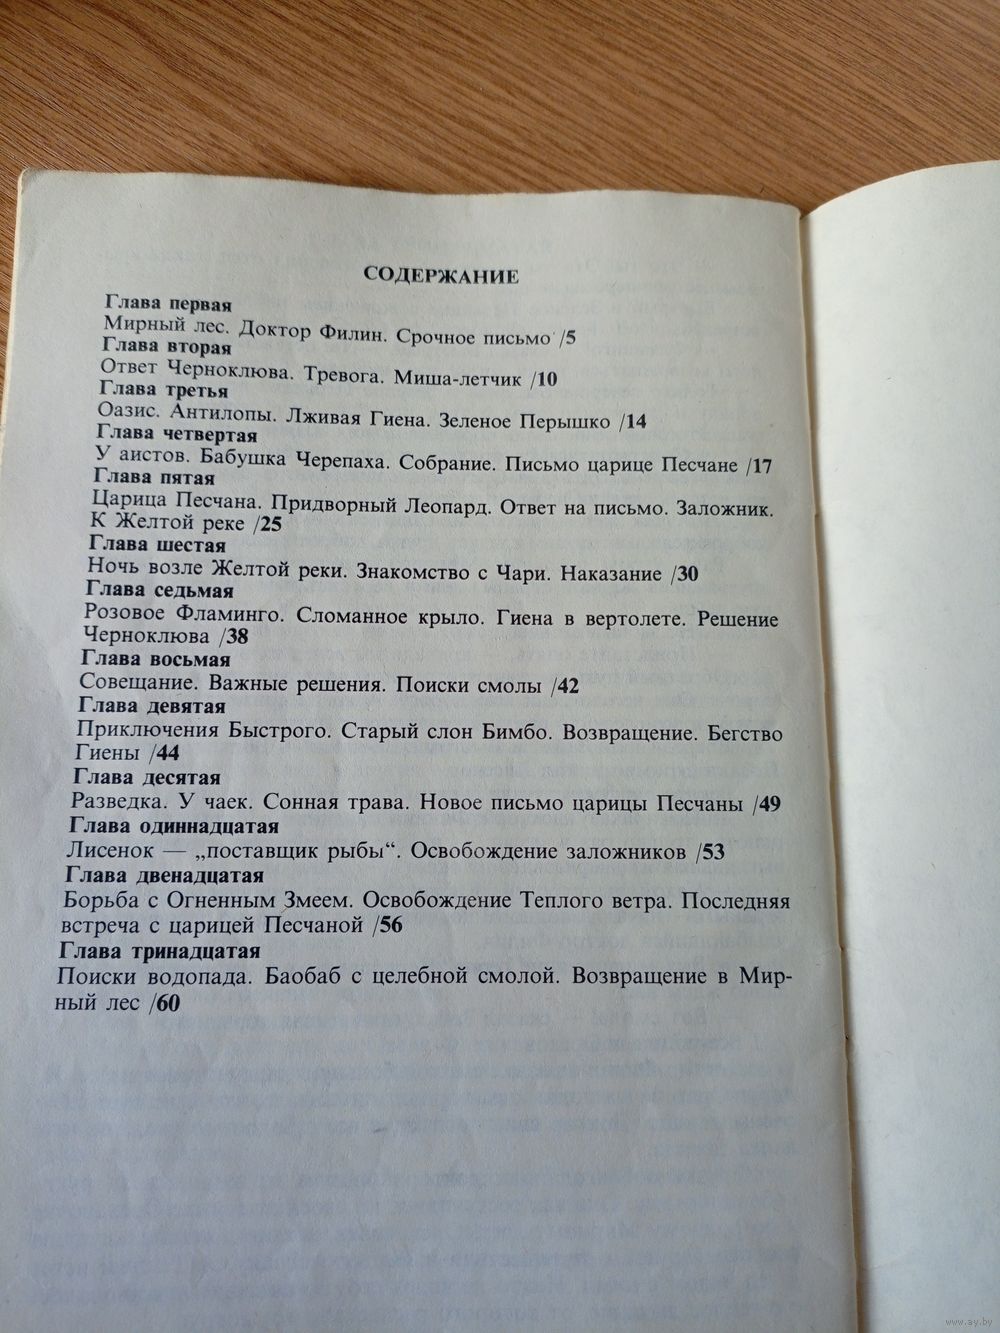 СОДЕРЖАНИЕ
Глава первая
Мирный лес. Доктор Филин. Срочное письмо /5
Глава вторая
Ответ Черноклюва. Тревога. Миша-летчик /10
Глава третья
Оазис. Антилопы. Лживая Гиена. Зеленое Перышко /14
Глава четвертая
У аистов. Бабушка Черепаха. Собрание. Письмо царице Песчане /17
Глава пятая
Царица Песчана. Придворный Леопард. Ответ на письмо. Заложник.
К Желтой реке /25
Глава шестая
Ночь возле Желтой реки. Знакомство с Чари. Наказание /30
Глава седьмая
Розовое Фламинго. Сломанное крыло. Гиена в вертолете. Решение
Черноклюва /38
Глава восьмая
Совещание. Важные решения. Поиски смолы /42
Глава девятая
Приключения Быстрого. Старый слон Бимбо. Возвращение. Бегство
Гиены /44
Глава десятая
Разведка. У чаек. Сонная трава. Новое письмо царицы Песчаны /49
Глава одиннадцатая
Лисенок — „поставщик рыбы“. Освобождение заложников /53
Глава двенадцатая
Борьба с Огненным Змеем. Освобождение Теплого ветра. Последняя
встреча с царицей Песчаной /56
Глава тринадцатая
Поиски водопада. Баобаб с целебной смолой. Возвращение в Мир-
ный лес /60
www.ay.by